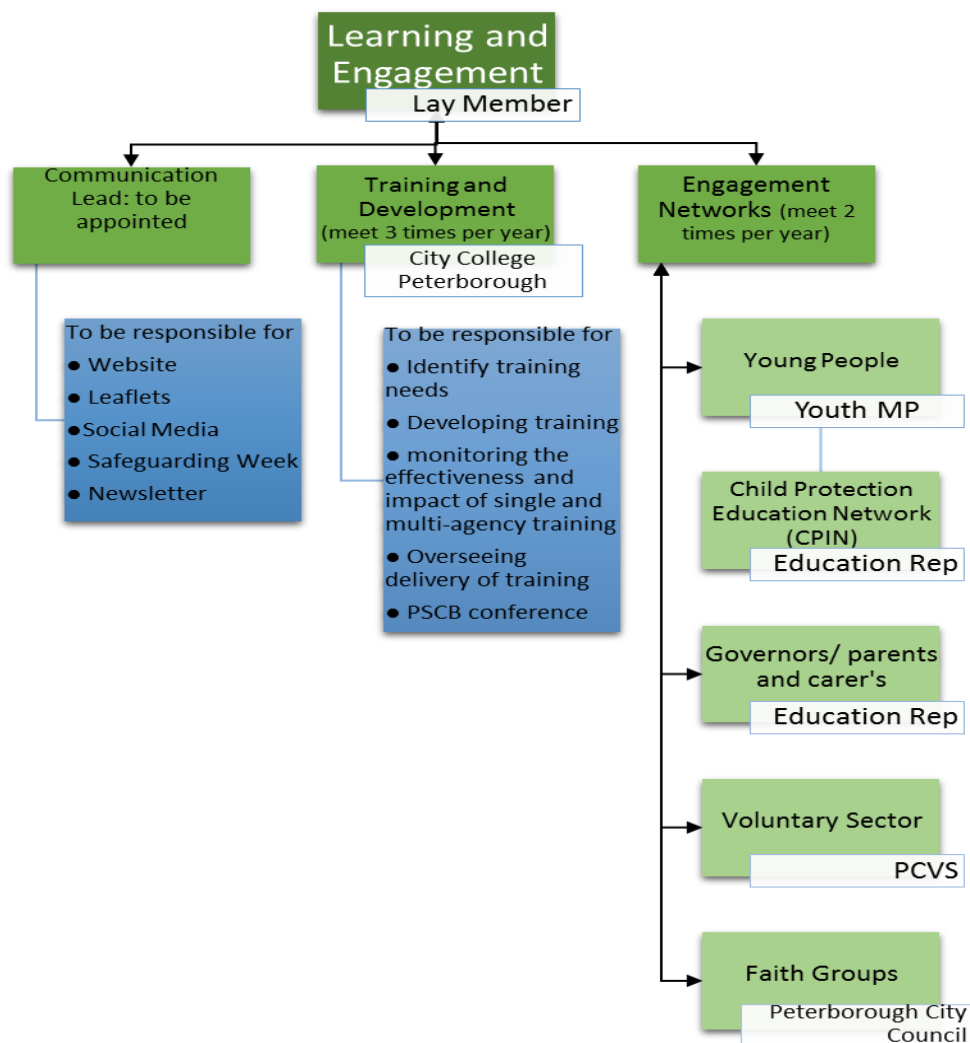 Learning and
Engagement
Lay Member
Communication
Lead: to be
appointed
Training and
Development
(meet 3 times per year)
City College
Peterborough
Engagement
Networks (meet 2
times per year)
To be responsible for
● Website
● Leaflets
●Social Media
● Safeguarding Week
● Newsletter
To be responsible for
● Identify training
needs
● Developing training
● monitoring the
effectiveness and
impact of single and
multi-agency training
● Overseeing
delivery of training
● PSCB conference
Young People
Youth MP
Child Protection
Education Network
(CPIN)
Education Rep
Governors/ parents
and carer's
Education Rep
Voluntary Sector
PCVS
Faith Groups
Peterborough City
Council